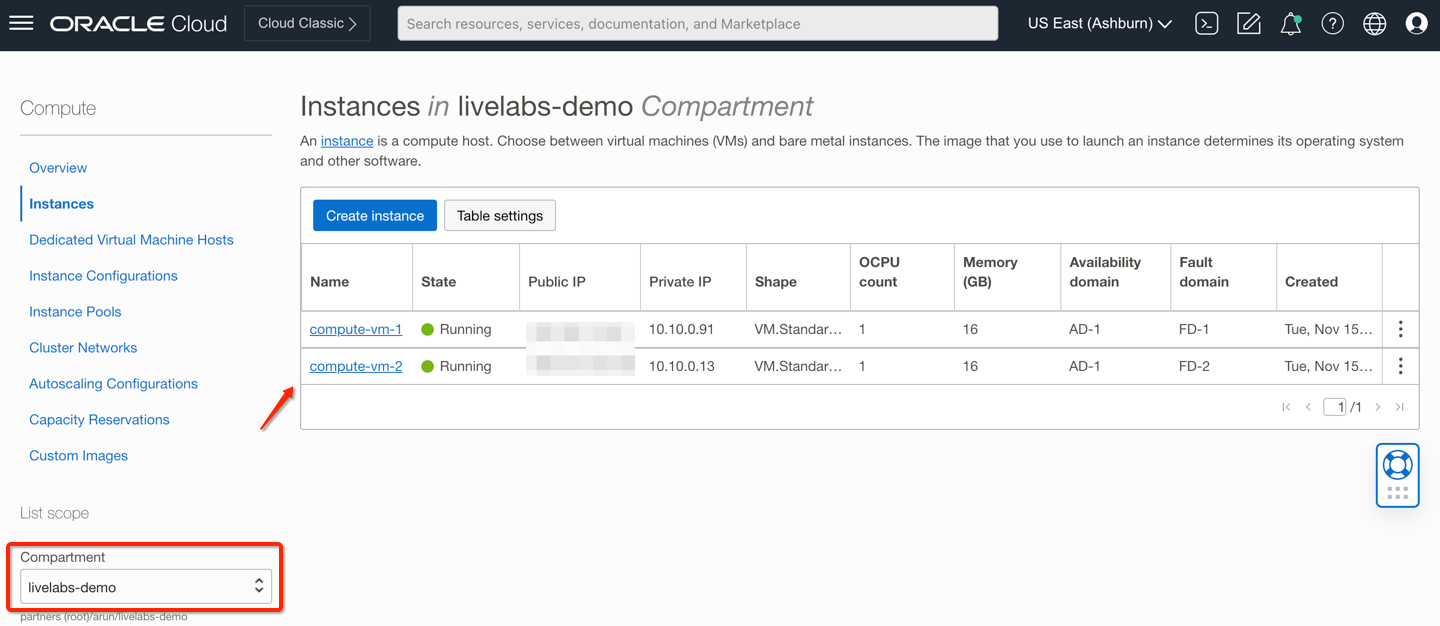 ORACLE Cloud
Cloud Classic
Search resources, services, documentation, and Marketplace
US East (Ashburn)
Compute
Overview
Instances
Dedicated Virtual Machine Hosts
Instance Configurations
Instance Pools
Cluster Networks
Autoscaling Configurations
Capacity Reservations
Custom Images
List scope
Compartment
livelabs-demo
partners (root)/arun/livelabs-demo
Instances in livelabs-demo Compartment
An instance is a compute host. Choose between virtual machines (VMs) and bare metal instances. The image that you use to launch an instance determines its operating system
and other software.
Create instance Table settings
Name State Public IP Private IP Shape OCPU count Memory (GB) Availability domain Fault domain Created
compute-vm-1 Running 10.10.0.91 VM.Standar... 1 16 AD-1 FD-1 Tue, Nov 15...
compute-vm-2 Running 10.10.0.13 VM.Standar... 1 16 AD-1 FD-2 Tue, Nov 15...
1 /1